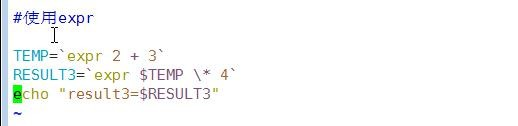 #使用expr
TEMP=`expr 2 + 3`
RESULT3=`expr $TEMP \* 4`
echo "result3=$RESULT3"
~